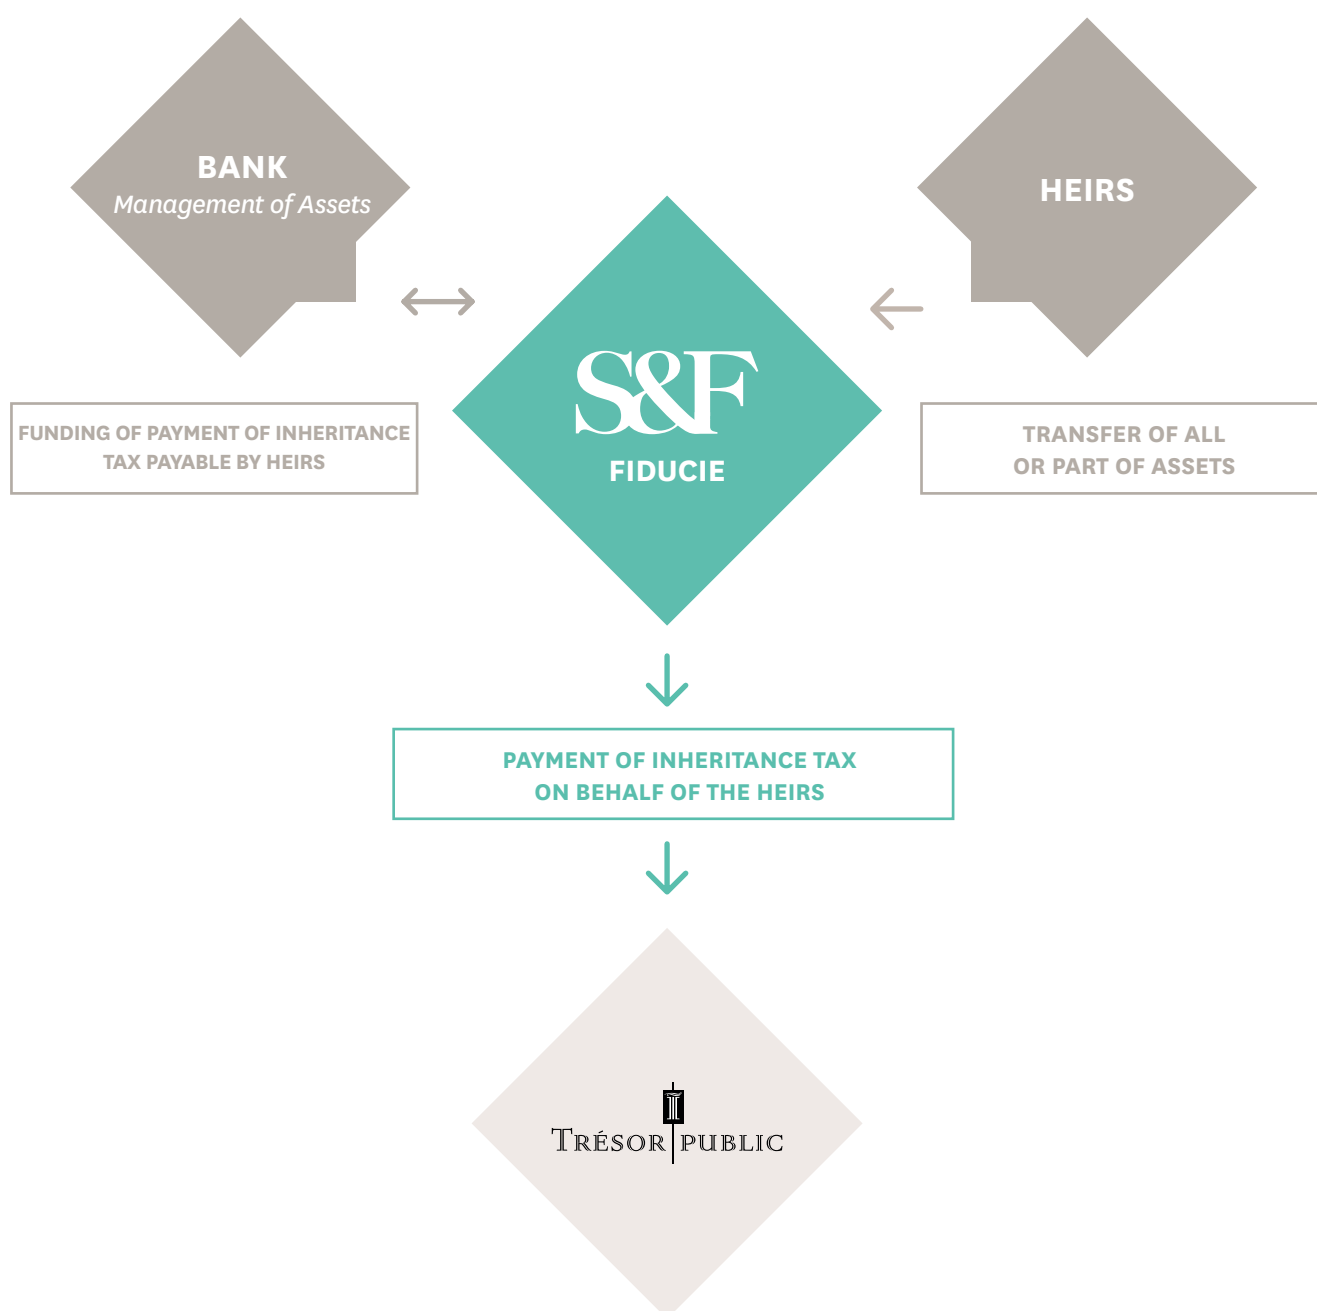 BANK
Management of Assets
HEIRS
S&F
FIDUCIE
FUNDING OF PAYMENT OF INHERITANCE
TAX PAYABLE BY HEIRS
TRANSFER OF ALL
OR PART OF ASSETS
PAYMENT OF INHERITANCE TAX
ON BEHALF OF THE HEIRS
TRÉSOR PUBLIC